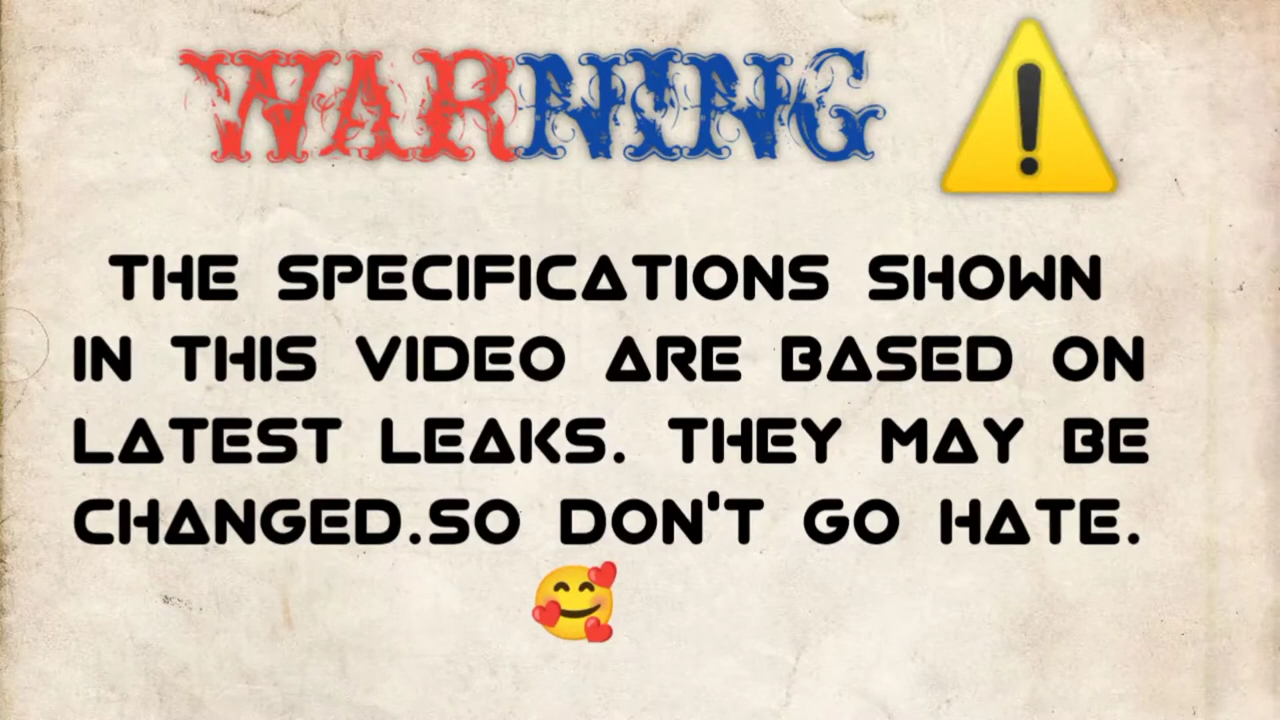 WARNING
THE SPECIFICATIONS SHOWN
IN THIS VIDEO ARE BASED ON
LATEST LEAKS. THEY MAY BE
CHANGED.SO DON'T GO HATE.